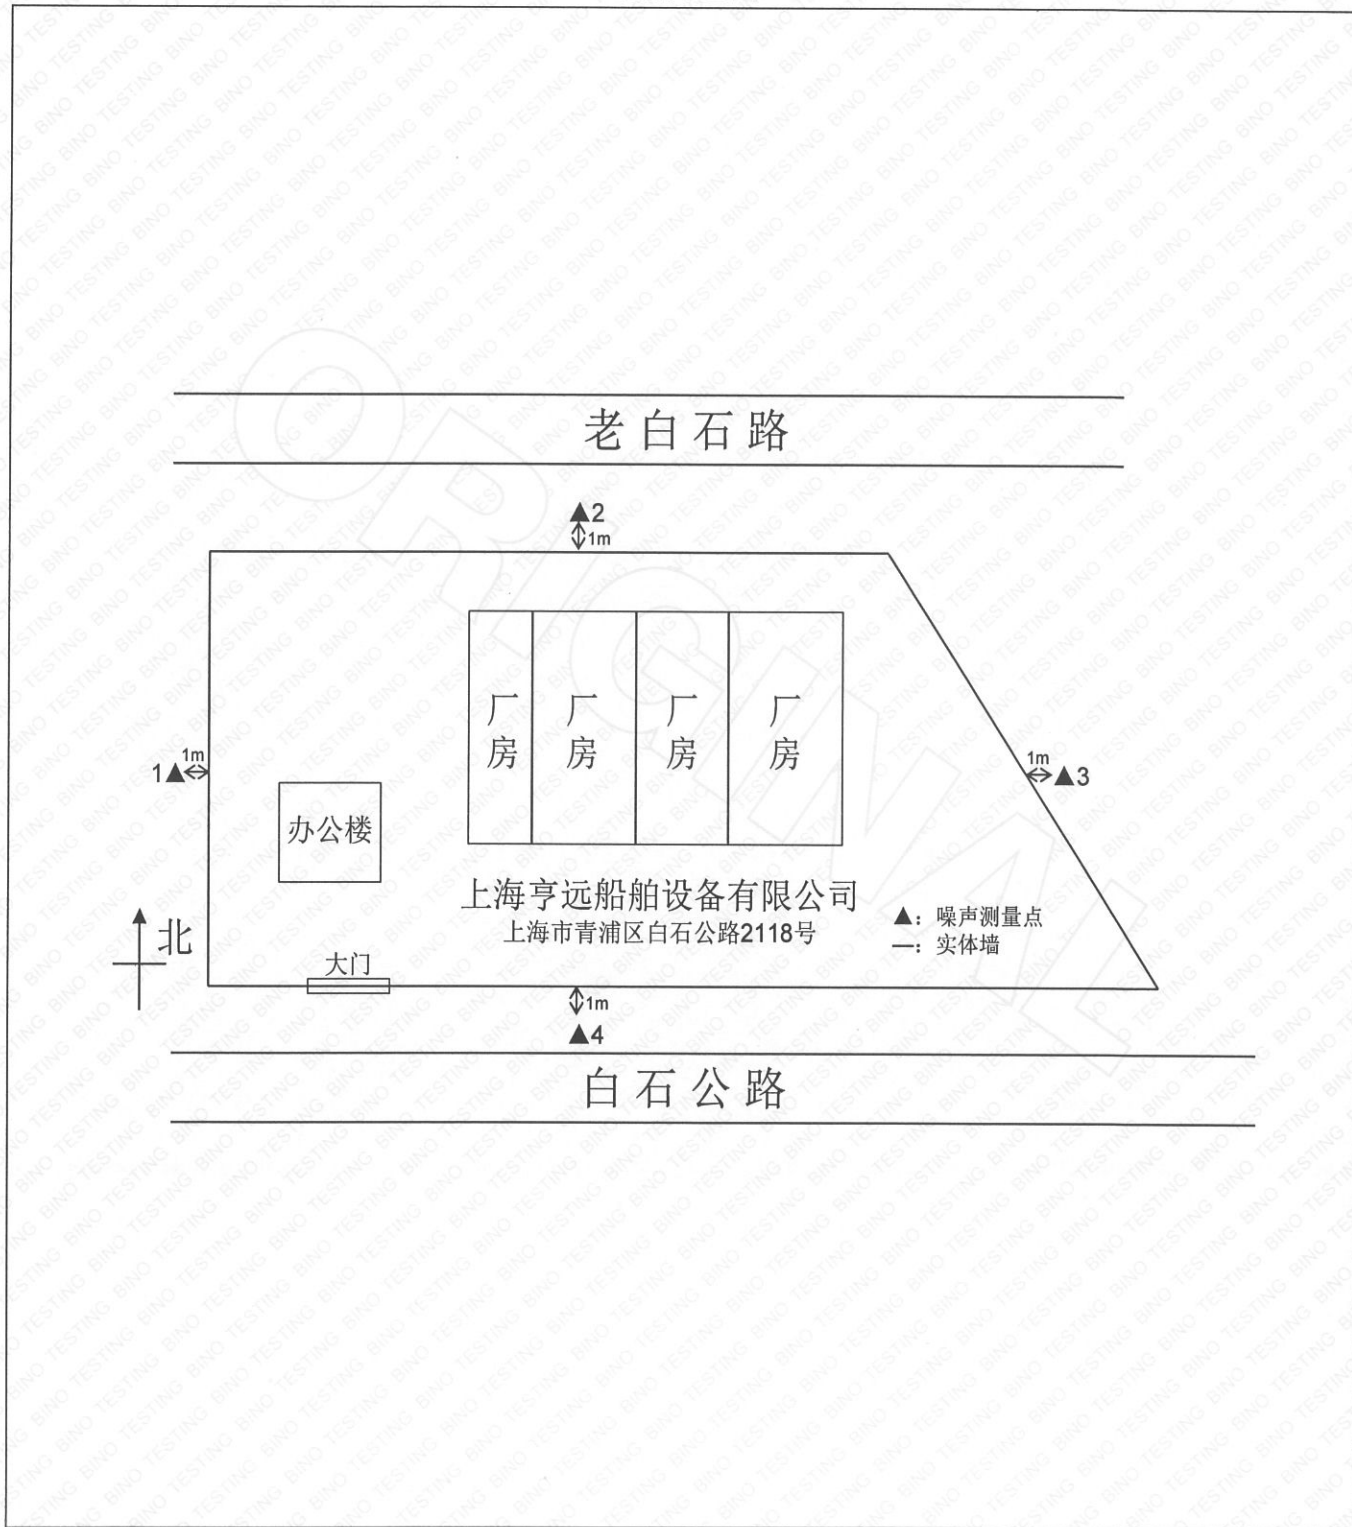 老白石路
▲2
1m
厂房
厂房
厂房
厂房
1m
1▲
1m
▲3
办公楼
上海亨远船舶设备有限公司
上海市青浦区白石公路2118号
▲：噪声测量点
—：实体墙
北
大门
1m
▲4
白石公路
ORIGINAL
BINO TESTING